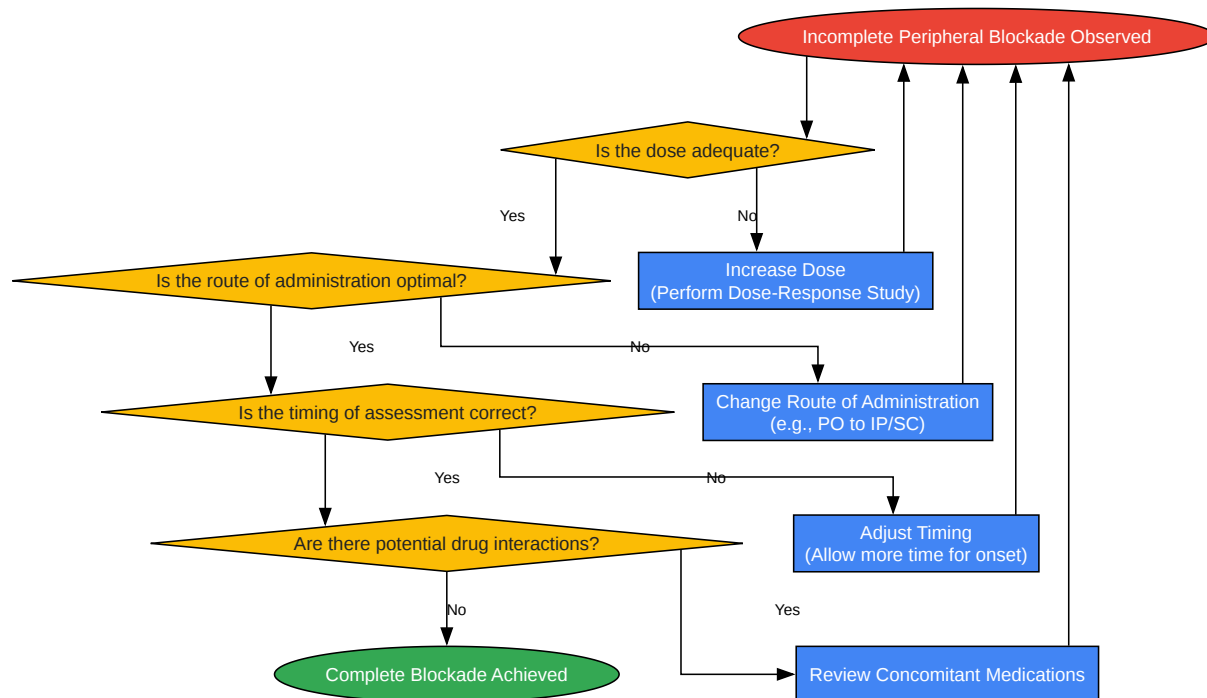 Incomplete Peripheral Blockade Observed
Is the dose adequate?
Yes
No
Is the route of administration optimal?
Increase Dose
(Perform Dose-Response Study)
Yes
No
Is the timing of assessment correct?
Change Route of Administration
(e.g., PO to IP/SC)
Yes
No
Are there potential drug interactions?
Adjust Timing
(Allow more time for onset)
No
Yes
Complete Blockade Achieved
Review Concomitant Medications